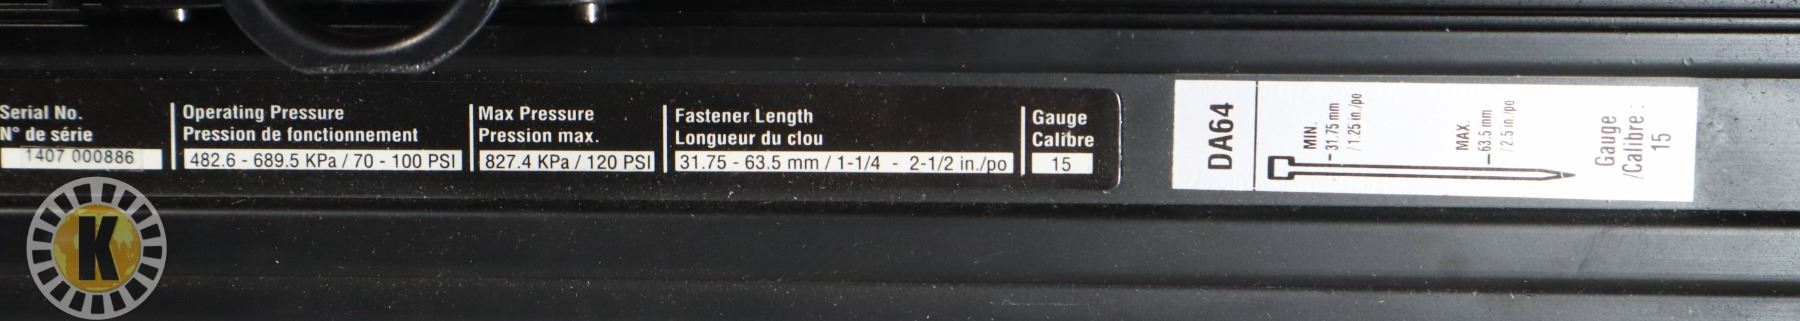 Serial No.
N° de série
1407 000886
Operating Pressure
Pression de fonctionnement
482.6 - 689.5 KPa / 70 - 100 PSI
Max Pressure
Pression max.
827.4 KPa / 120 PSI
Fastener Length
Longueur du clou
31.75 - 63.5 mm / 1-1/4 - 2-1/2 in./po
Gauge
Calibre
15
DA64
MIN.
31.75 mm
/ 1.25 in./po
MAX.
63.5 mm
/ 2.5 in./po
Gauge
/Calibre :
15
K